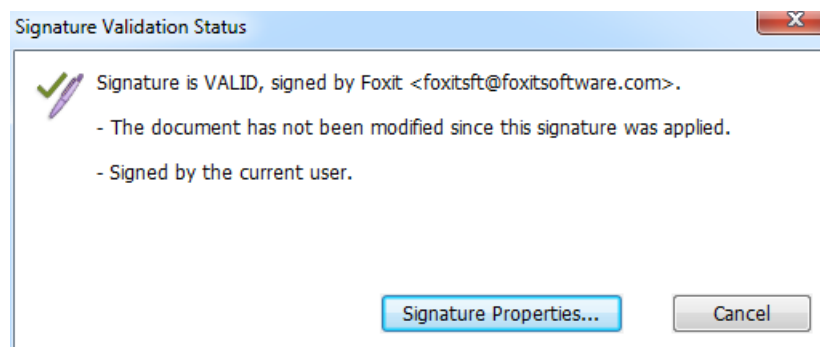 Signature Validation Status
Signature is VALID, signed by Foxit <foxitsft@foxitsoftware.com>.
- The document has not been modified since this signature was applied.
- Signed by the current user.
Signature Properties... Cancel